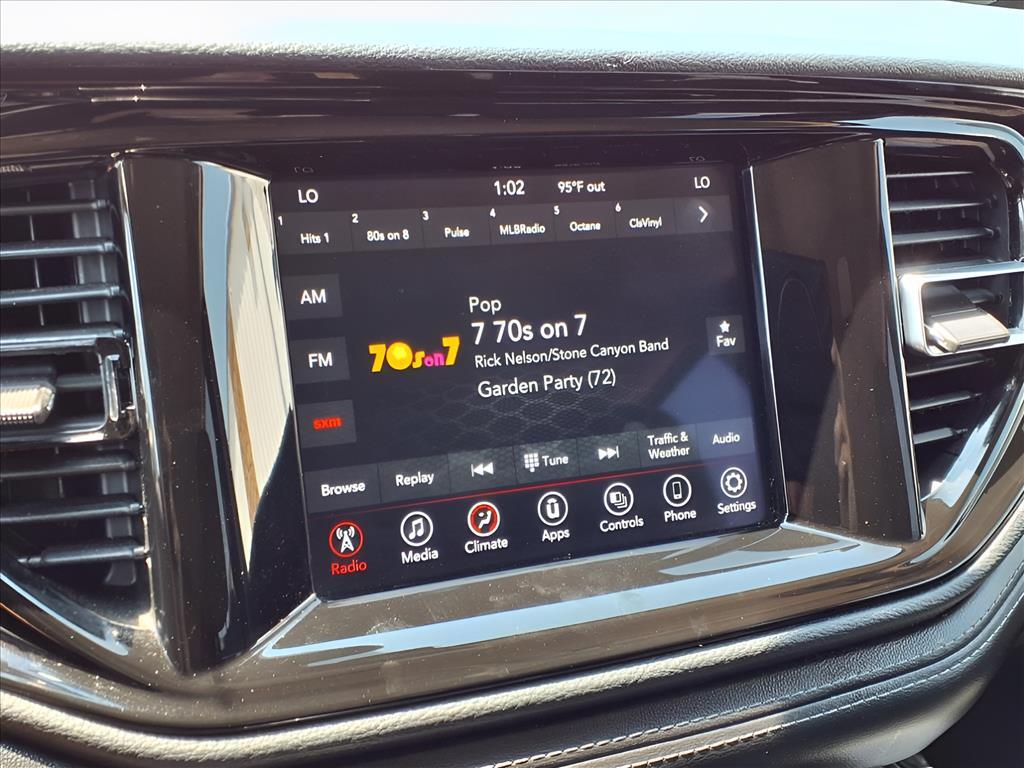 LO 1:02 95°F out LO
1 Hits 1 2 80s on 8 3 Pulse 4 MLBRadio 5 Octane 6 ClsVinyl
AM
Pop
7 70s on 7
FM
70s on 7
Rick Nelson/Stone Canyon Band
Fav
Garden Party (72)
sxm
Browse Replay Tune Traffic & Weather Audio
Radio Media Climate Apps Controls Phone Settings